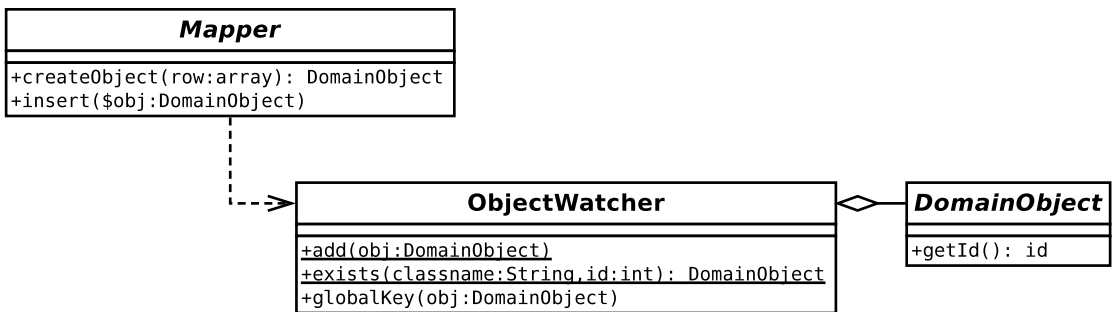 Mapper
+createObject(row:array): DomainObject
+insert($obj:DomainObject)
ObjectWatcher
+add(obj:DomainObject)
+exists(classname:String,id:int): DomainObject
+globalKey(obj:DomainObject)
DomainObject
+getId(): id